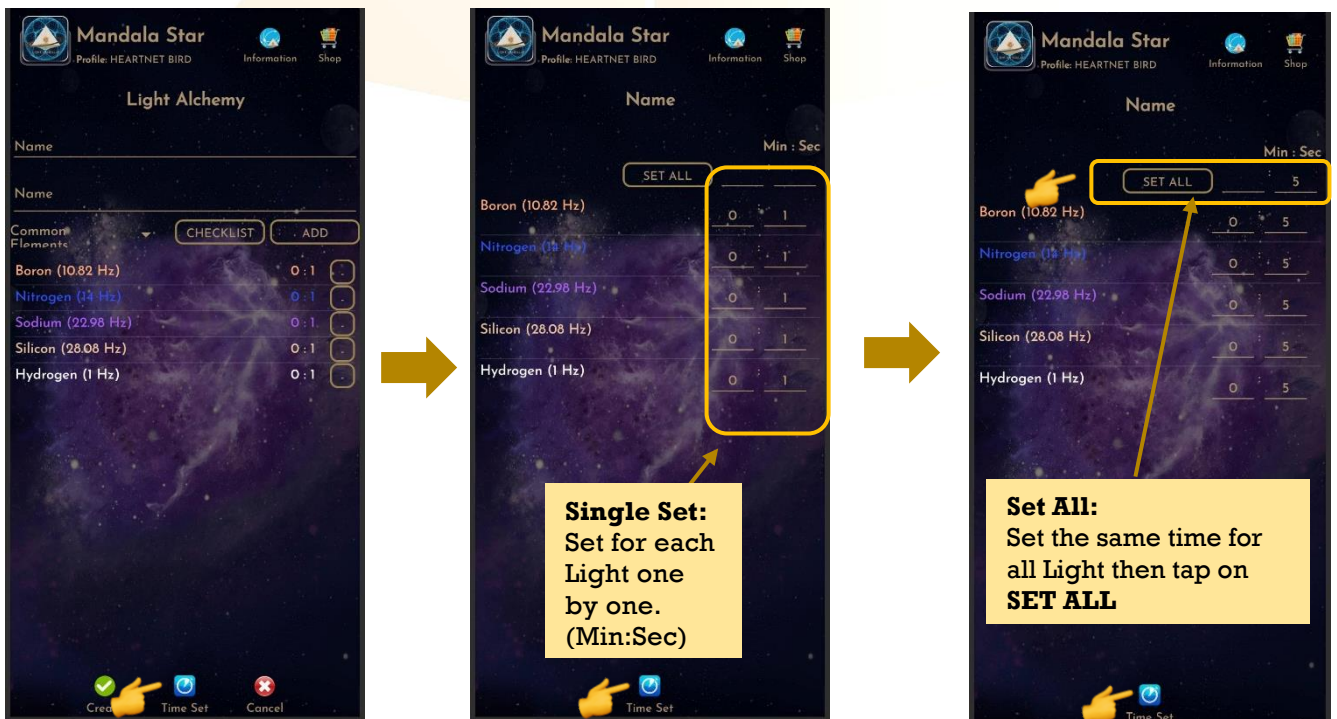 Mandala Star
Profile: HEARTNET BIRD
Information
Shop
Light Alchemy
Name
Name
Common
Elements
CHECKLIST
ADD
Boron (10.82 Hz) 0 : 1
Nitrogen (14 Hz) 0 : 1
Sodium (22.98 Hz) 0 : 1
Silicon (28.08 Hz) 0 : 1
Hydrogen (1 Hz) 0 : 1
Time Set
Cancel
Mandala Star
Profile: HEARTNET BIRD
Information
Shop
Name
Min : Sec
SET ALL
Boron (10.82 Hz) 0 : 1
Nitrogen (14 Hz) 0 : 1
Sodium (22.98 Hz) 0 : 1
Silicon (28.08 Hz) 0 : 1
Hydrogen (1 Hz) 0 : 1
Single Set:
Set for each
Light one
by one.
(Min:Sec)
Time Set
Mandala Star
Profile: HEARTNET BIRD
Information
Shop
Name
Min : Sec
SET ALL : 5
Boron (10.82 Hz) 0 : 5
Nitrogen (14 Hz) 0 : 5
Sodium (22.98 Hz) 0 : 5
Silicon (28.08 Hz) 0 : 5
Hydrogen (1 Hz) 0 : 5
Set All:
Set the same time for
all Light then tap on
SET ALL
Time Set